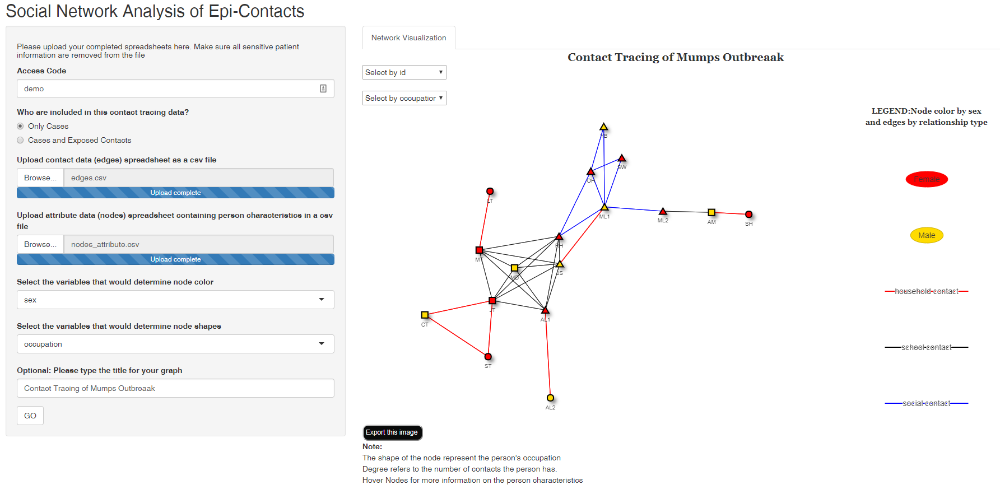 Social Network Analysis of Epi-Contacts
Please upload your completed spreadsheets here. Make sure all sensitive patient
information are removed from the file
Access Code
demo
Who are included in this contact tracing data?
Only Cases
Cases and Exposed Contacts
Upload contact data (edges) spreadsheet as a csv file
Browse...
edges.csv
Upload complete
Upload attribute data (nodes) spreadsheet containing person characteristics in a csv
file
Browse...
nodes_attribute.csv
Upload complete
Select the variables that would determine node color
sex
Select the variables that would determine node shapes
occupation
Optional: Please type the title for your graph
Contact Tracing of Mumps Outbreaak
GO
Network Visualization
Contact Tracing of Mumps Outbreaak
Select by id
Select by occupation
YB
SW
OH
LT
ML1
ML2
AM
SH
RH
MT
JS
MD
JT
AL1
CT
ST
AL2
LEGEND:Node color by sex
and edges by relationship type
Female
Male
household-contact
school-contact
social-contact
Export this image
Note:
The shape of the node represent the person's occupation
Degree refers to the number of contacts the person has.
Hover Nodes for more information on the person characteristics